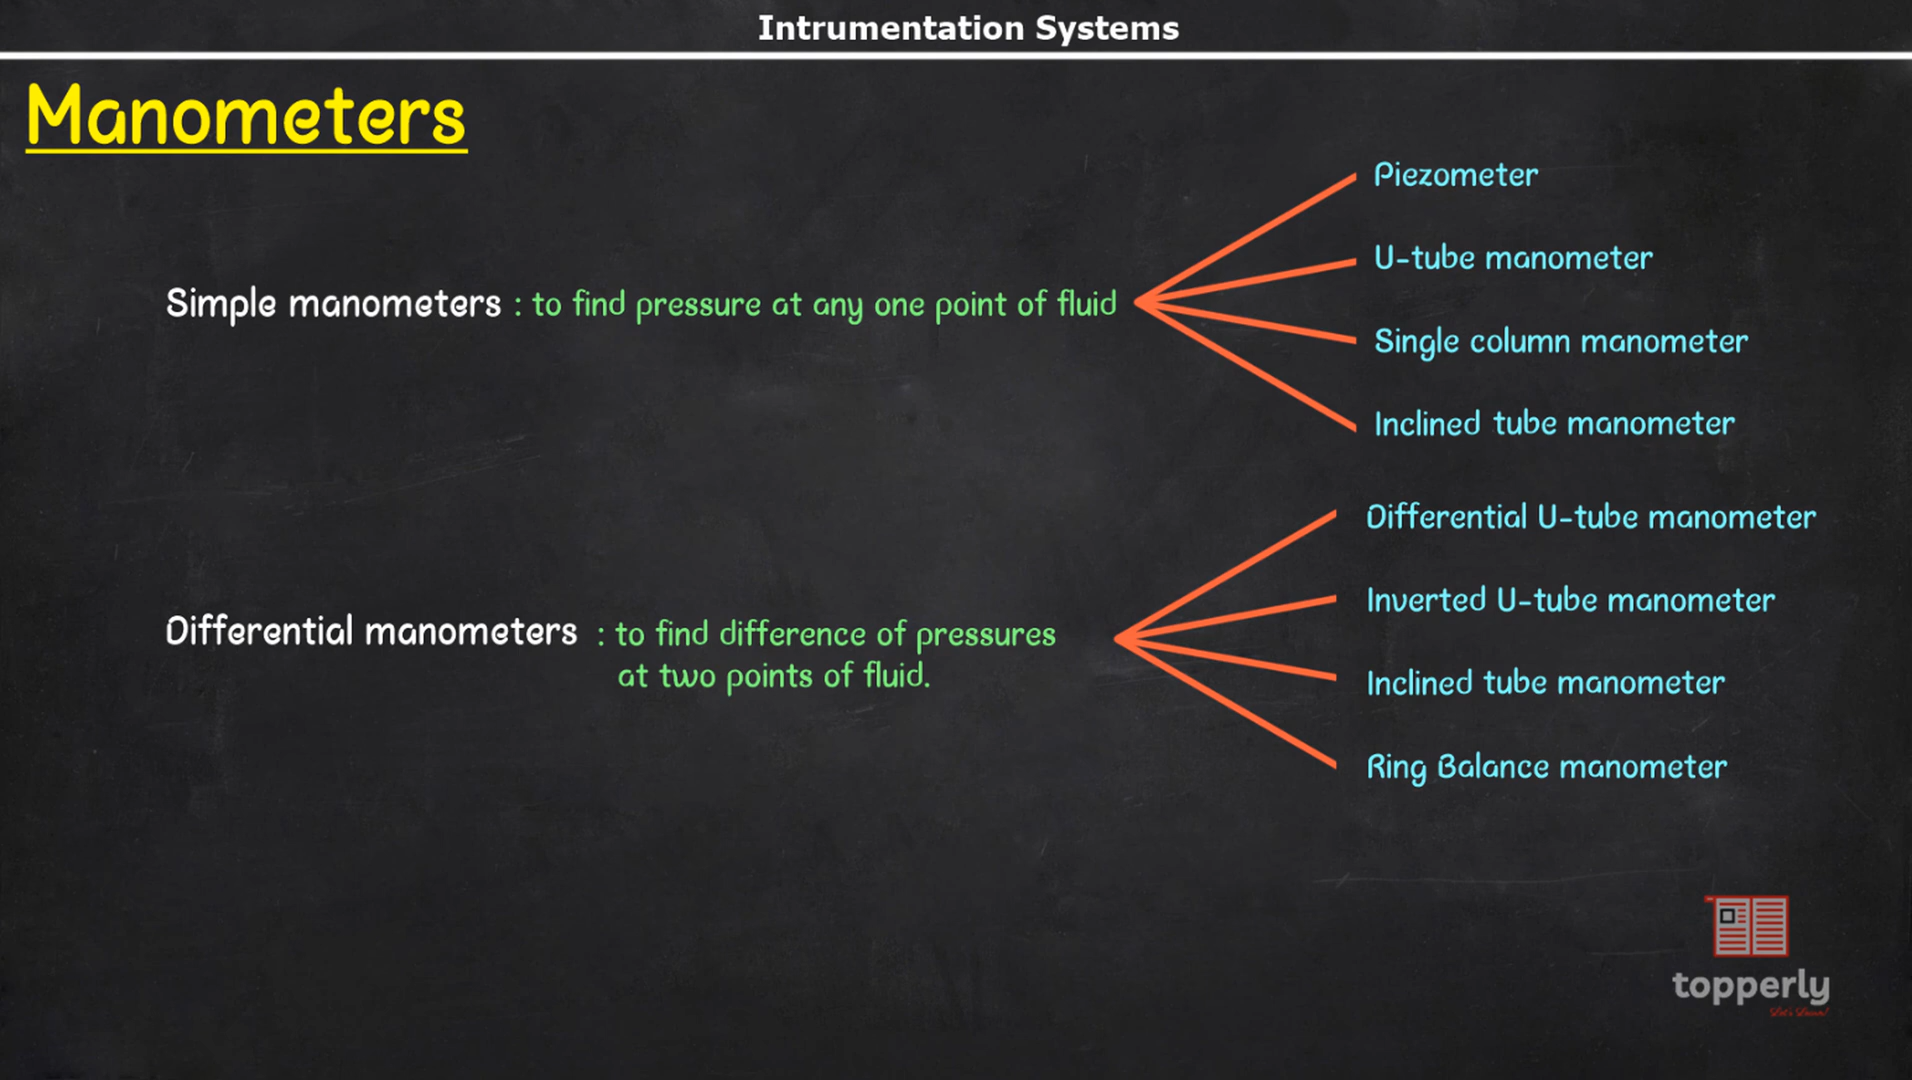 Intrumentation Systems
Manometers
Simple manometers : to find pressure at any one point of fluid
Piezometer
U-tube manometer
Single column manometer
Inclined tube manometer
Differential manometers : to find difference of pressures
at two points of fluid.
Differential U-tube manometer
Inverted U-tube manometer
Inclined tube manometer
Ring Balance manometer
topperly
Let's Learn!